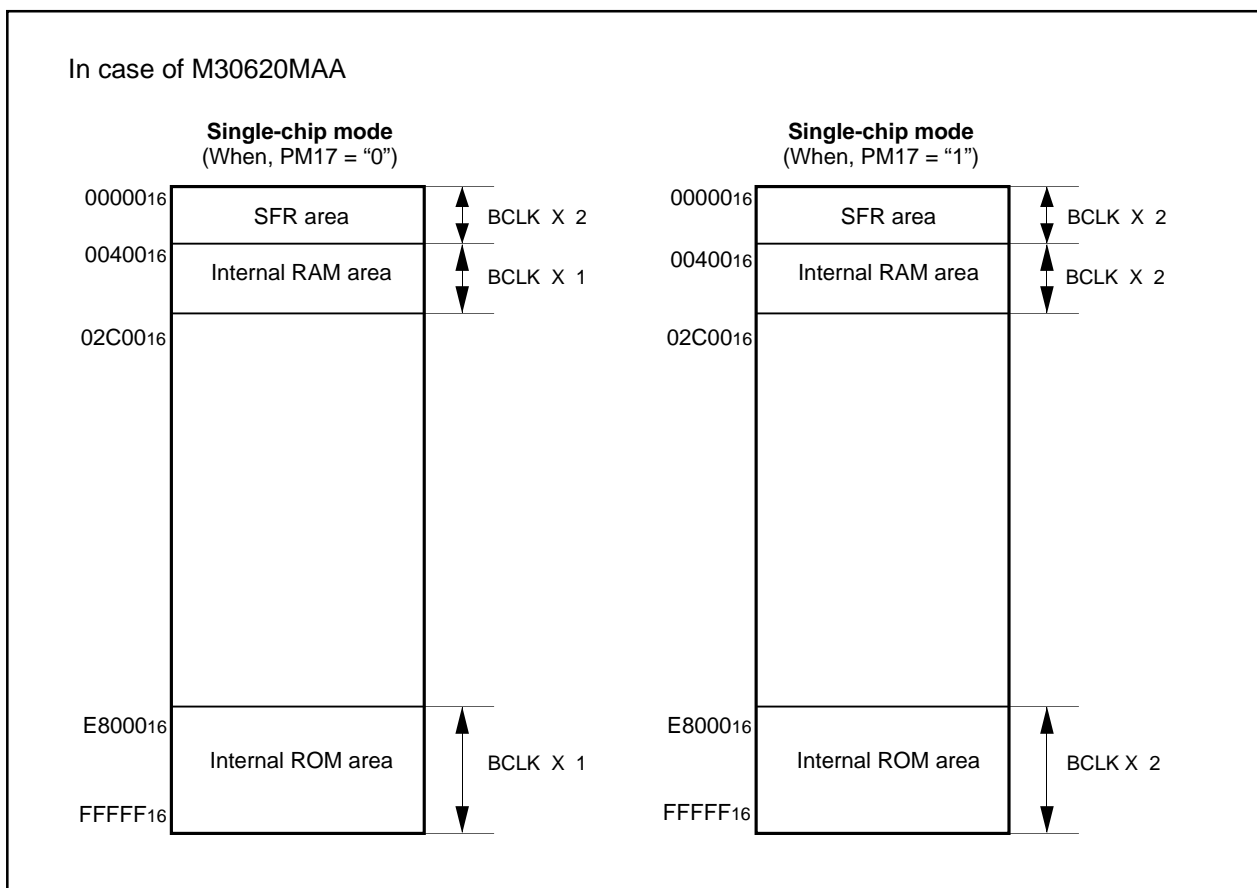 In case of M30620MAA
Single-chip mode
(When, PM17 = “0”)
0000016
SFR area
BCLK X 2
0040016
Internal RAM area
BCLK X 1
02C0016
E800016
Internal ROM area
BCLK X 1
FFFFF16
Single-chip mode
(When, PM17 = “1”)
0000016
SFR area
BCLK X 2
0040016
Internal RAM area
BCLK X 2
02C0016
E800016
Internal ROM area
BCLK X 2
FFFFF16